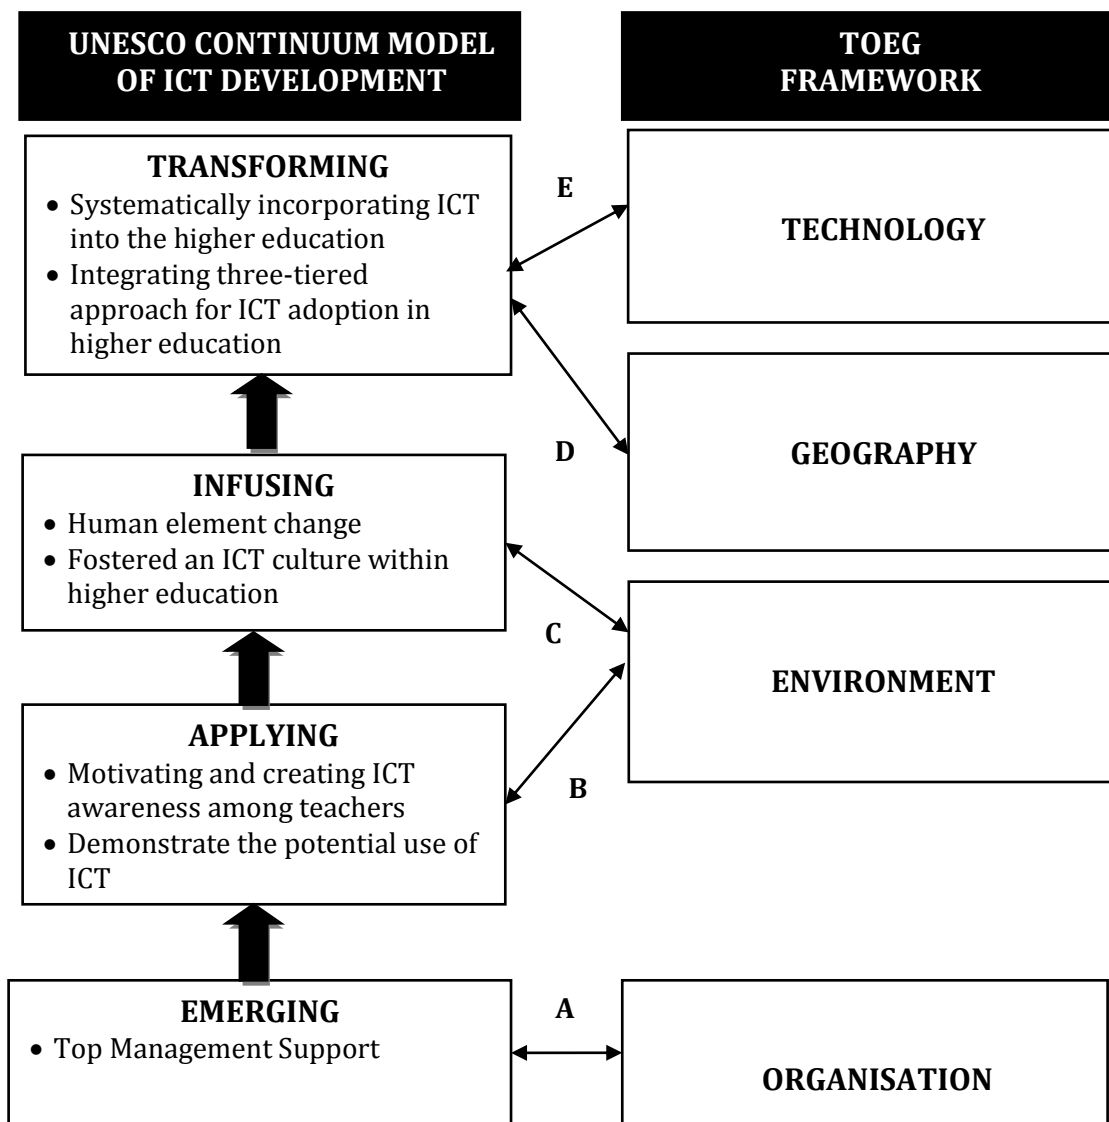 UNESCO CONTINUUM MODEL
OF ICT DEVELOPMENT
TOEG
FRAMEWORK
TRANSFORMING
• Systematically incorporating ICT
into the higher education
• Integrating three-tiered
approach for ICT adoption in
higher education
E
TECHNOLOGY
D
GEOGRAPHY
INFUSING
• Human element change
• Fostered an ICT culture within
higher education
C
ENVIRONMENT
B
APPLYING
• Motivating and creating ICT
awareness among teachers
• Demonstrate the potential use of
ICT
EMERGING
• Top Management Support
A
ORGANISATION